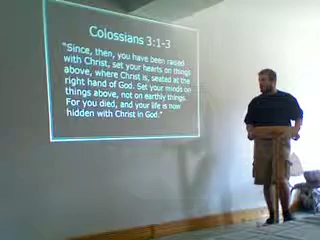 Colossians 3:1-3
"Since, then, you have been raised
with Christ, set your hearts on things
above, where Christ is, seated at the
right hand of God. Set your minds on
things above, not on earthly things.
For you died, and your life is now
hidden with Christ in God."